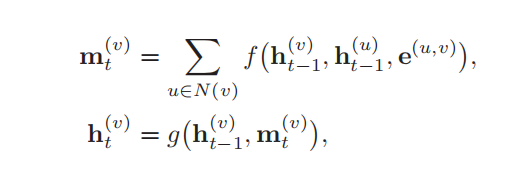 m_t^{(v)} = \sum_{u \in N(v)} f(h_{t-1}^{(v)}, h_{t-1}^{(u)}, e^{(u,v)}),
h_t^{(v)} = g(h_{t-1}^{(v)}, m_t^{(v)}),